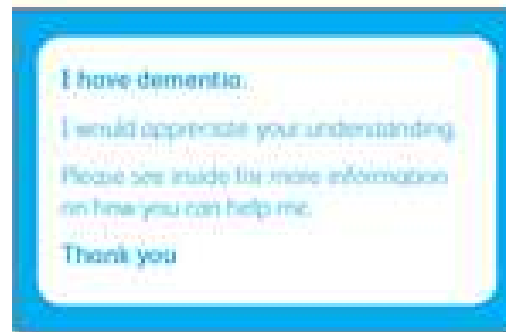 I have dementia.
I would appreciate your understanding.
Please see inside for more information
on how you can help me.
Thank you